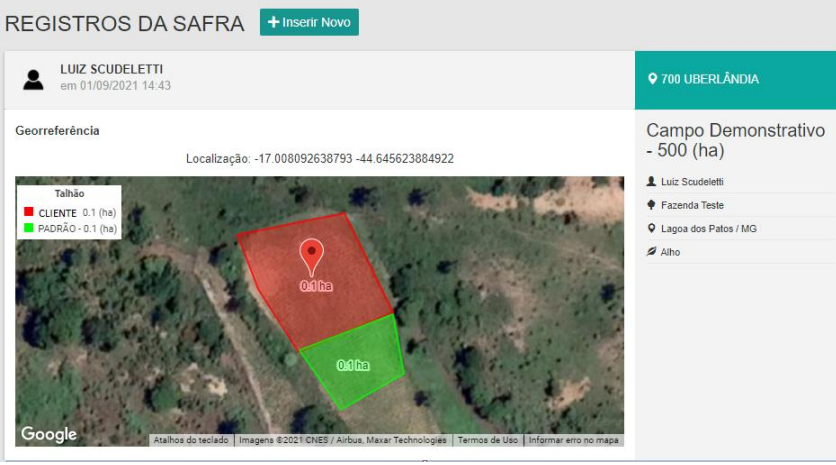 REGISTROS DA SAFRA
+ Inserir Novo
LUIZ SCUDELETTI
em 01/09/2021 14:43
700 UBERLÂNDIA
Georreferência
Localização: -17.008092638793 -44.645623884922
Talhão
CLIENTE 0.1 (ha)
PADRÃO - 0.1 (ha)
0.1 ha
0.1 ha
Google
Atalhos do teclado
Imagens ©2021 CNES / Airbus, Maxar Technologies
Termos de Uso
Informar erro no mapa
Campo Demonstrativo
- 500 (ha)
Luiz Scudeletti
Fazenda Teste
Lagoa dos Patos / MG
Alho